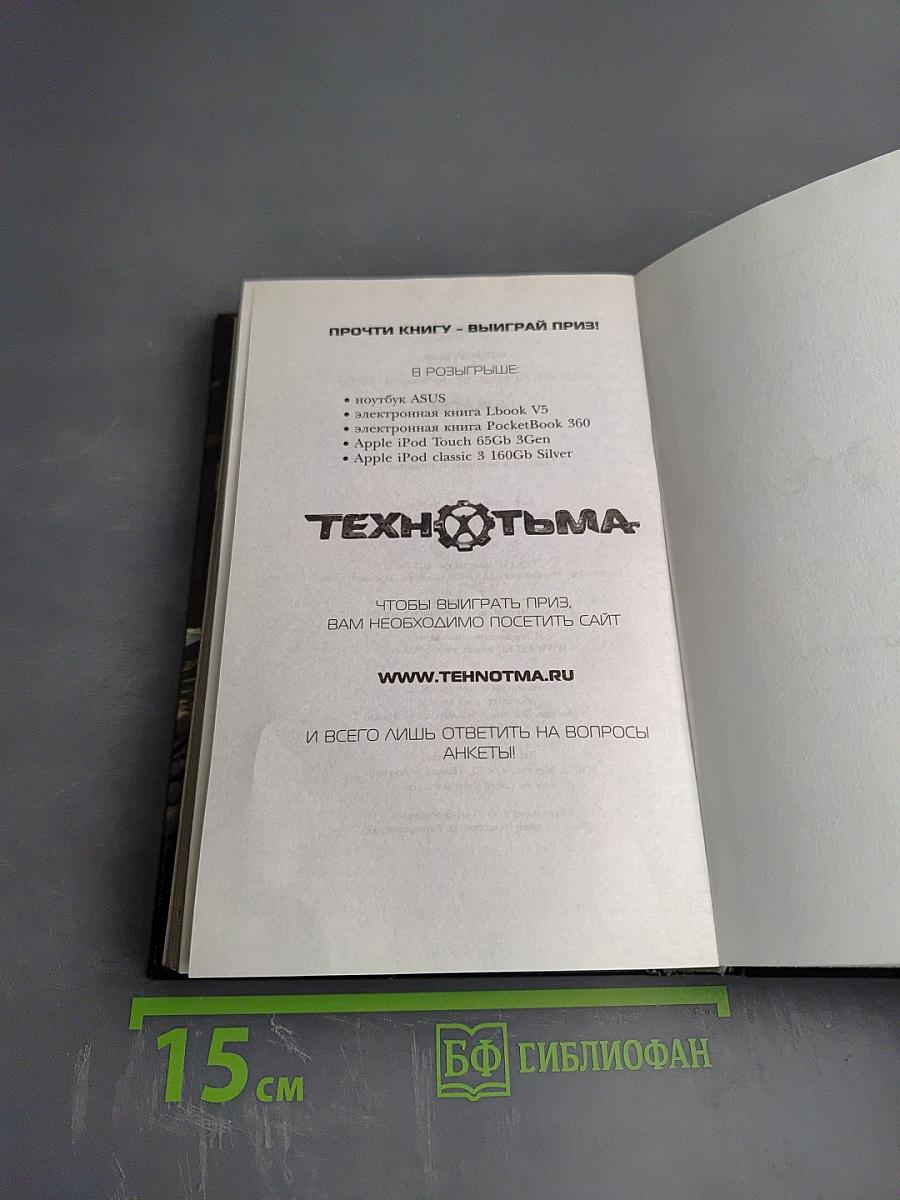 ПРОЧТИ КНИГУ - ВЫИГРАЙ ПРИЗ!
В РОЗЫГРЫШЕ:
• ноутбук ASUS
• электронная книга Lbook V5
• электронная книга PocketBook 360
• Apple iPod Touch 65Gb 3Gen
• Apple iPod classic 3 160Gb Silver
ТЕХНОТЬМА
ЧТОБЫ ВЫИГРАТЬ ПРИЗ,
ВАМ НЕОБХОДИМО ПОСЕТИТЬ САЙТ
WWW.TEHNOTMA.RU
И ВСЕГО ЛИШЬ ОТВЕТИТЬ НА ВОПРОСЫ
АНКЕТЫ!
15 см
БФ СИБЛИОФАН